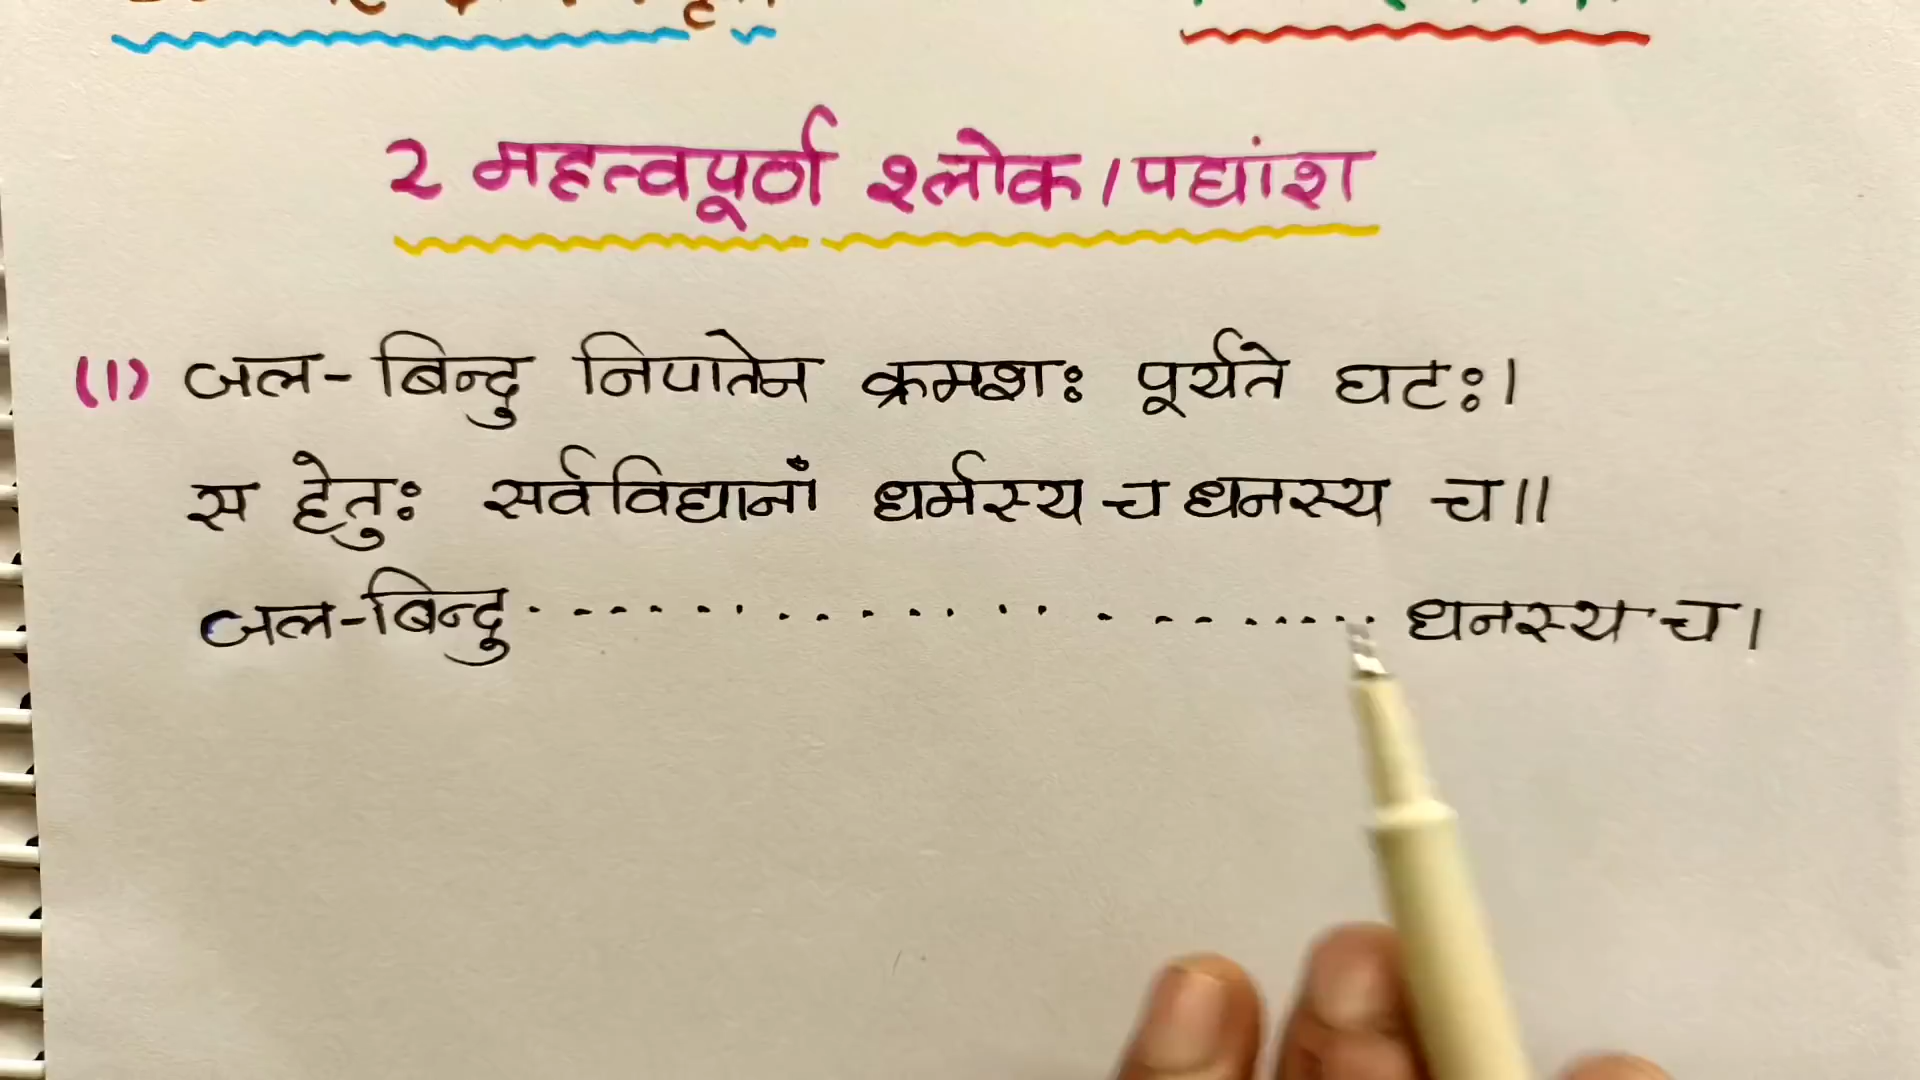 2 महत्वपूर्ण श्लोक/पद्यांश
(1) जल-बिन्दु निपातेन क्रमशः पूर्यते घटः।
स हेतुः सर्वविद्यानां धर्मस्य च धनस्य च॥
जल-बिन्दु.......................धनस्य च।